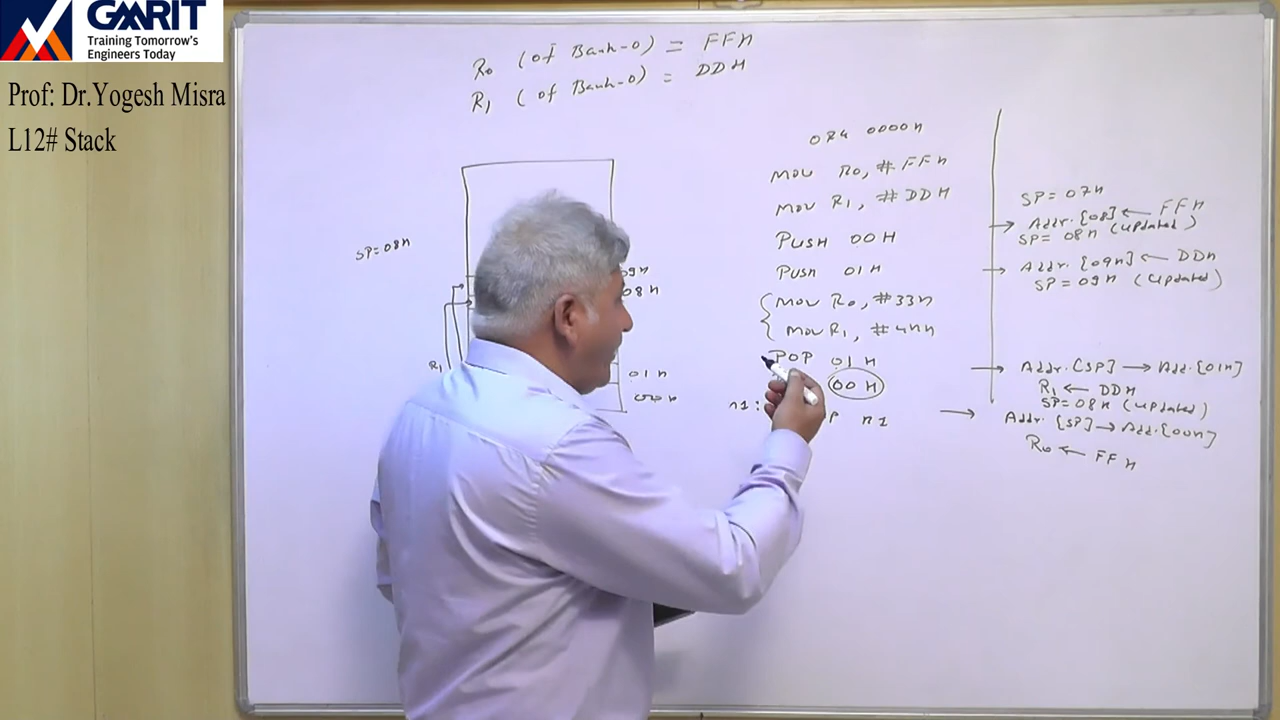 GMRIT
Training Tomorrow's
Engineers Today
Prof: Dr.Yogesh Misra
L12# Stack
R0 (of Bank-0) = FFH
R1 (of Bank-0) = DDH
ORG 0000H
MOV R0, #FFH
MOV R1, #DDH
PUSH 00H
PUSH 01H
MOV R0, #33H
MOV R1, #44H
POP 01H
00H
H1: P H1
SP=08H
09H
08H
R1
01H
00H
SP=07H
Addr.[08] ← FFH
SP= 08H (updated)
Addr.[09H] ← DDH
SP=09H (updated)
Addr.[SP] → Add.[01H]
R1 ← DDH
SP=08H (updated)
Addr.[SP] → Add.[00H]
R0 ← FFH